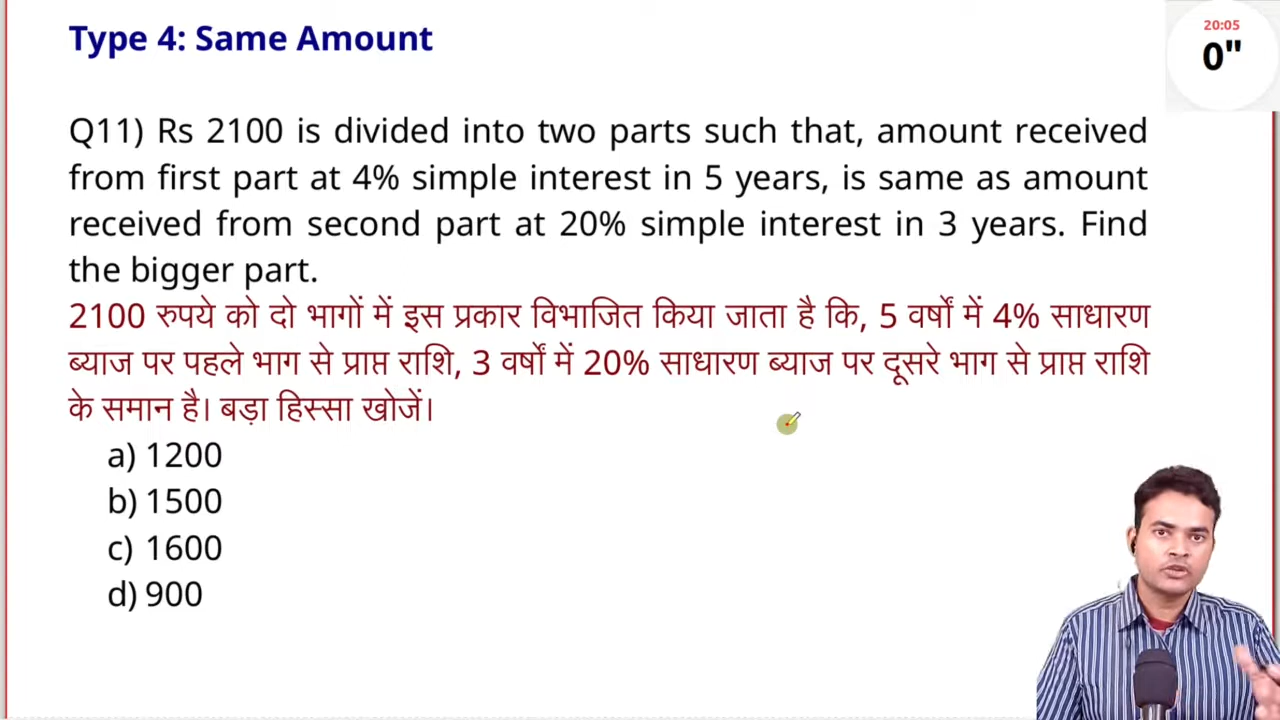 Type 4: Same Amount
20:05
0"
Q11) Rs 2100 is divided into two parts such that, amount received
from first part at 4% simple interest in 5 years, is same as amount
received from second part at 20% simple interest in 3 years. Find
the bigger part.
2100 रुपये को दो भागों में इस प्रकार विभाजित किया जाता है कि, 5 वर्षों में 4% साधारण
ब्याज पर पहले भाग से प्राप्त राशि, 3 वर्षों में 20% साधारण ब्याज पर दूसरे भाग से प्राप्त राशि
के समान है। बड़ा हिस्सा खोजें।
a) 1200
b) 1500
c) 1600
d) 900